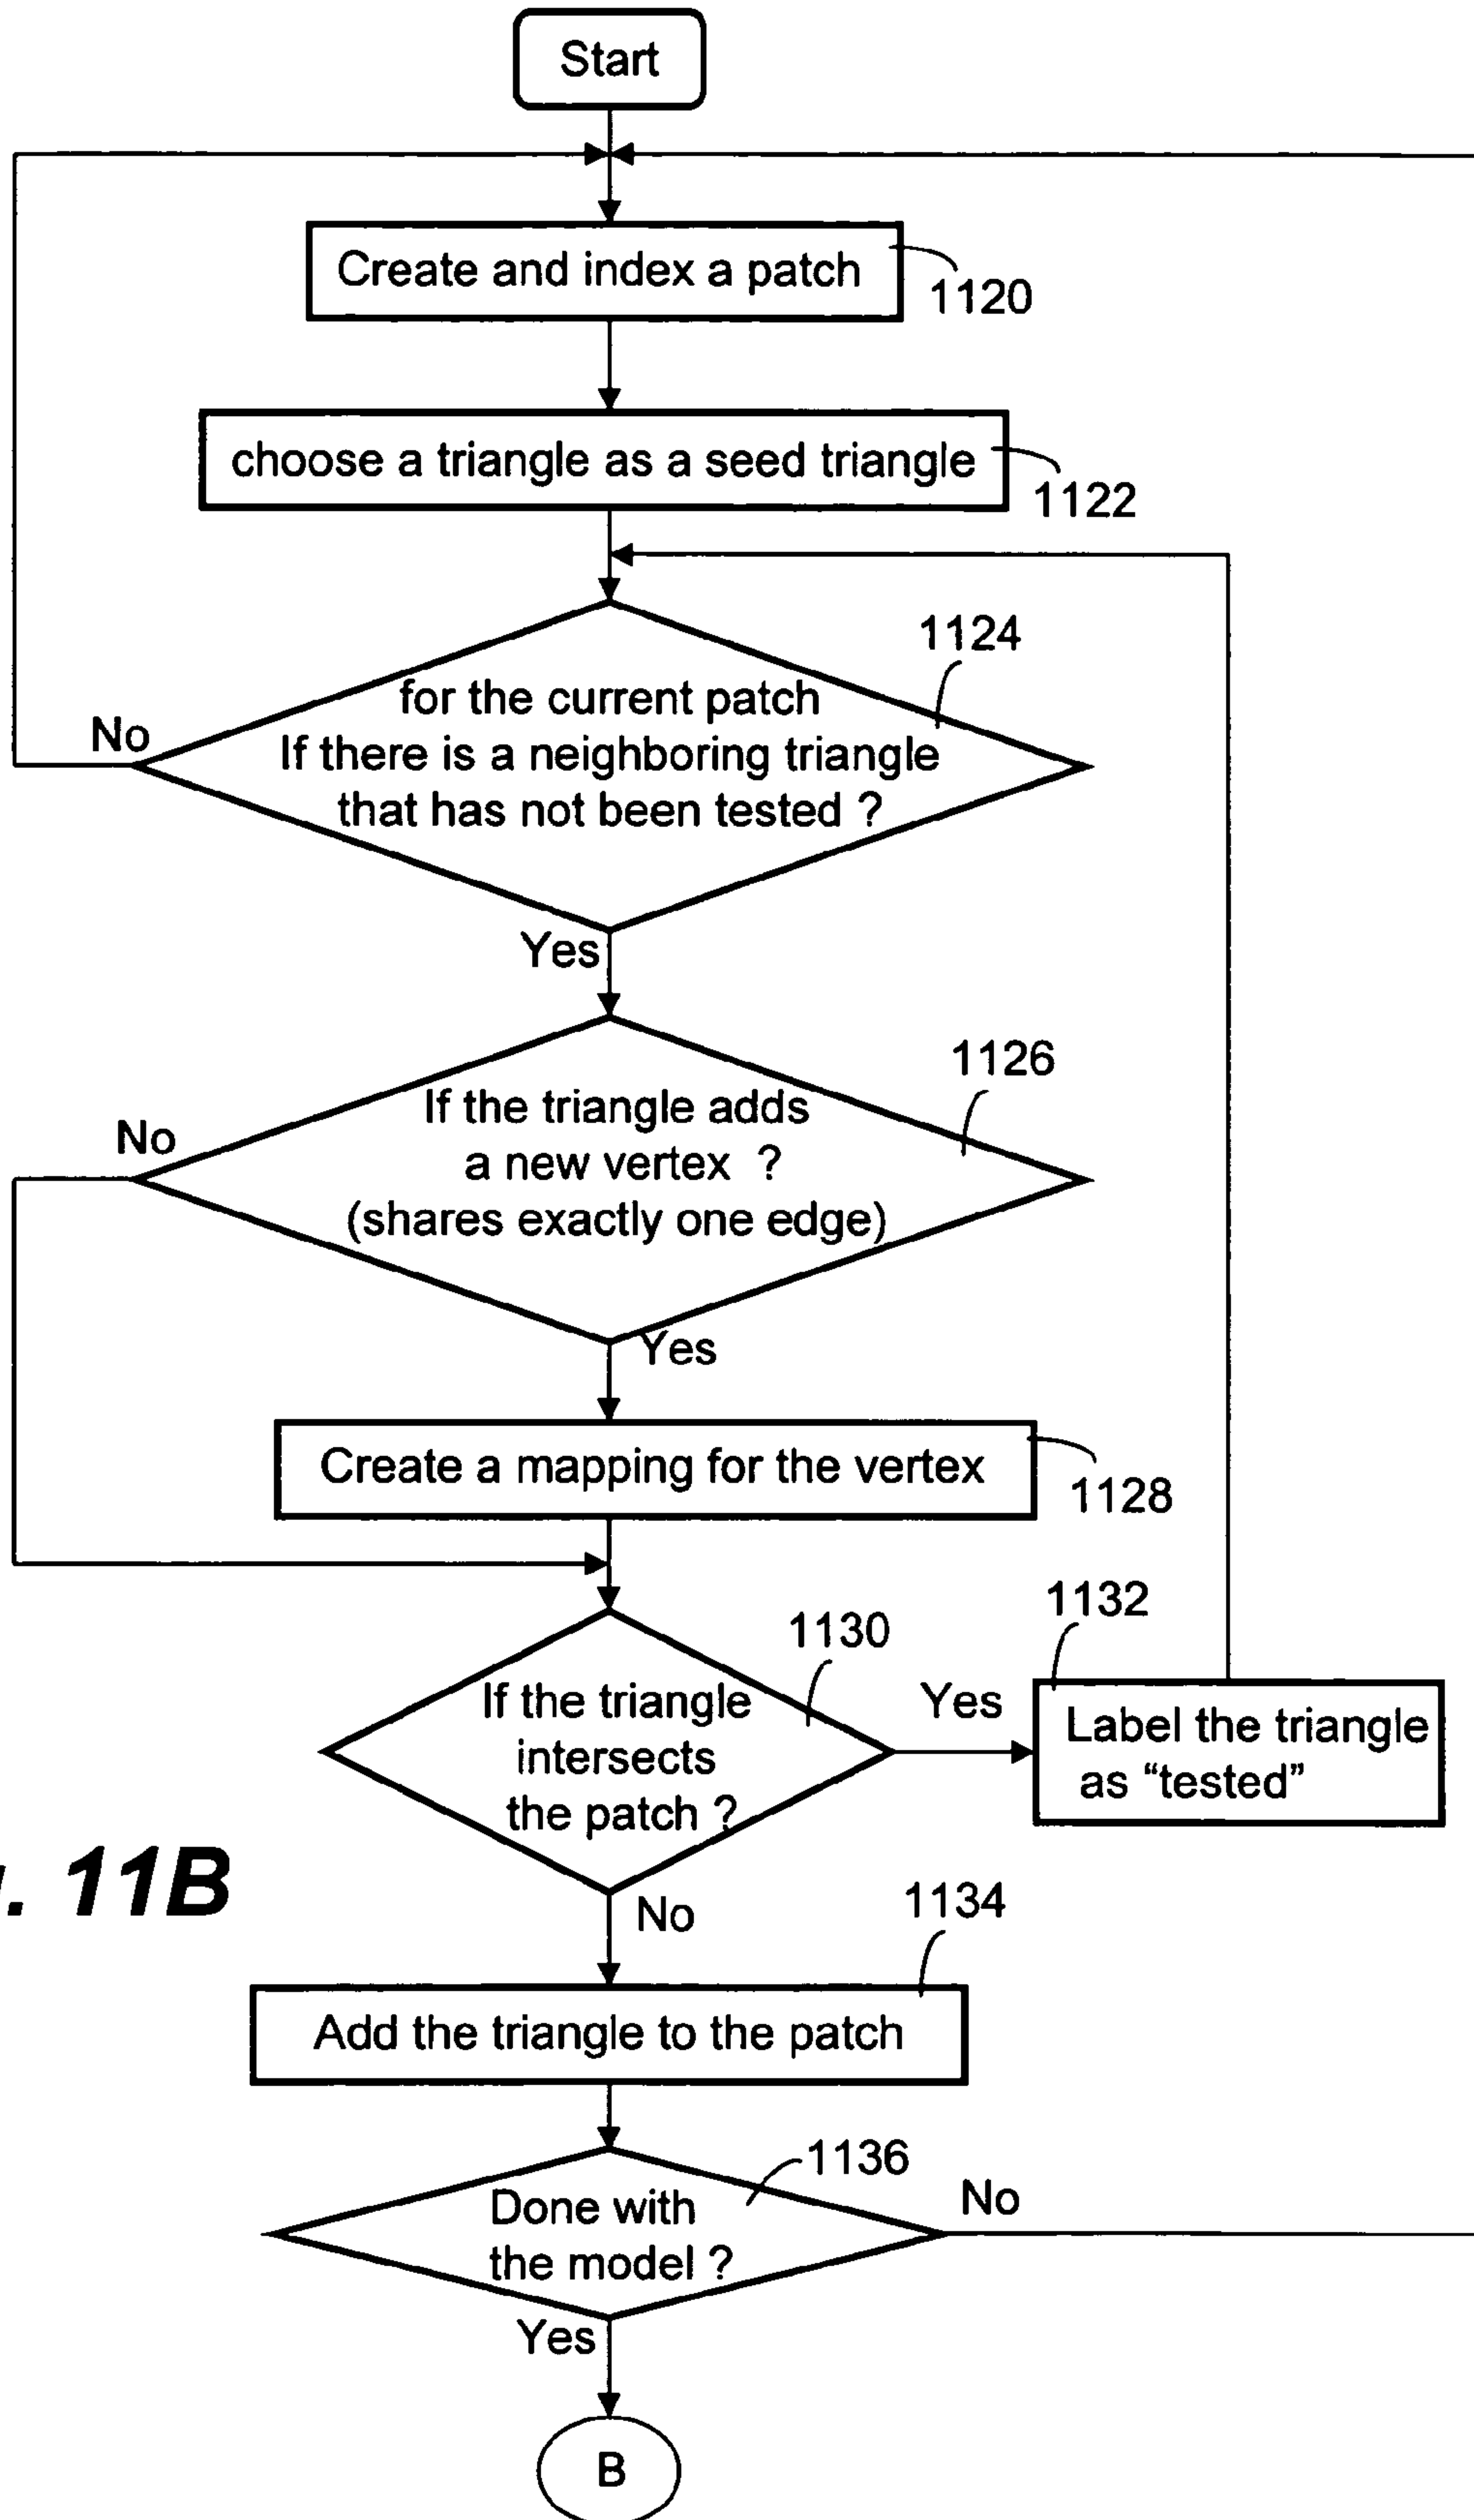 Start
Create and index a patch
1120
choose a triangle as a seed triangle
1122
1124
for the current patch
If there is a neighboring triangle
that has not been tested ?
No
Yes
1126
If the triangle adds
a new vertex ?
(shares exactly one edge)
No
Yes
Create a mapping for the vertex
1128
1130
If the triangle
intersects
the patch ?
Yes
1132
Label the triangle
as “tested”
No
. 11B
1134
Add the triangle to the patch
1136
Done with
the model ?
No
Yes
B